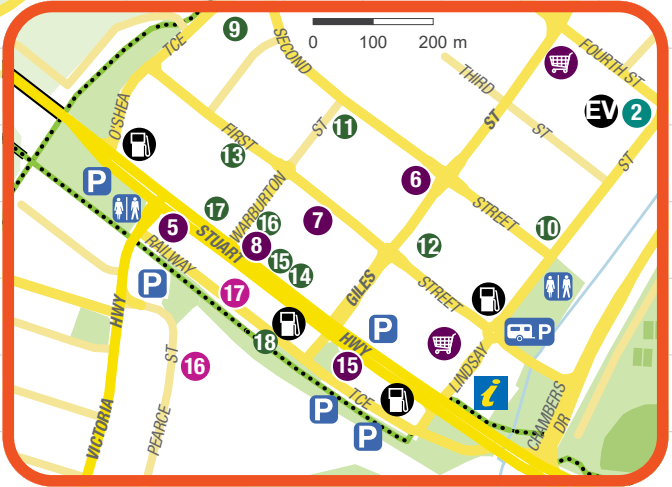 9
TCE
SECOND
0 100 200 m
FOURTH ST
THIRD
ST
EV
2
O'SHEA
ST
11
FIRST
13
ST
ST
P
6
STREET
WARBURTON
17
16
7
10
5
STUART
8
12
RAILWAY
15
14
P
17
GILES
STREET
HWY
18
P
HWY
P
ST
16
15
LINDSAY
i
TCE
CHAMBERS
DR
P
P
VICTORIA
PEARCE